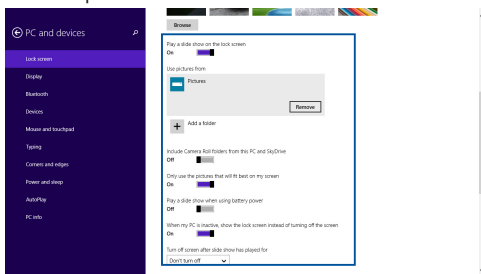 PC and devices
Lock screen
Display
Bluetooth
Devices
Mouse and touchpad
Typing
Corners and edges
Power and sleep
AutoPlay
PC info
Browse
Play a slide show on the lock screen
On
Use pictures from
Pictures
Remove
Add a folder
Include Camera Roll folders from this PC and SkyDrive
Off
Only use the pictures that will fit best on my screen
On
Play a slide show when using battery power
Off
When my PC is inactive, show the lock screen instead of turning off the screen
On
Turn off screen after slide show has played for
Don't turn off